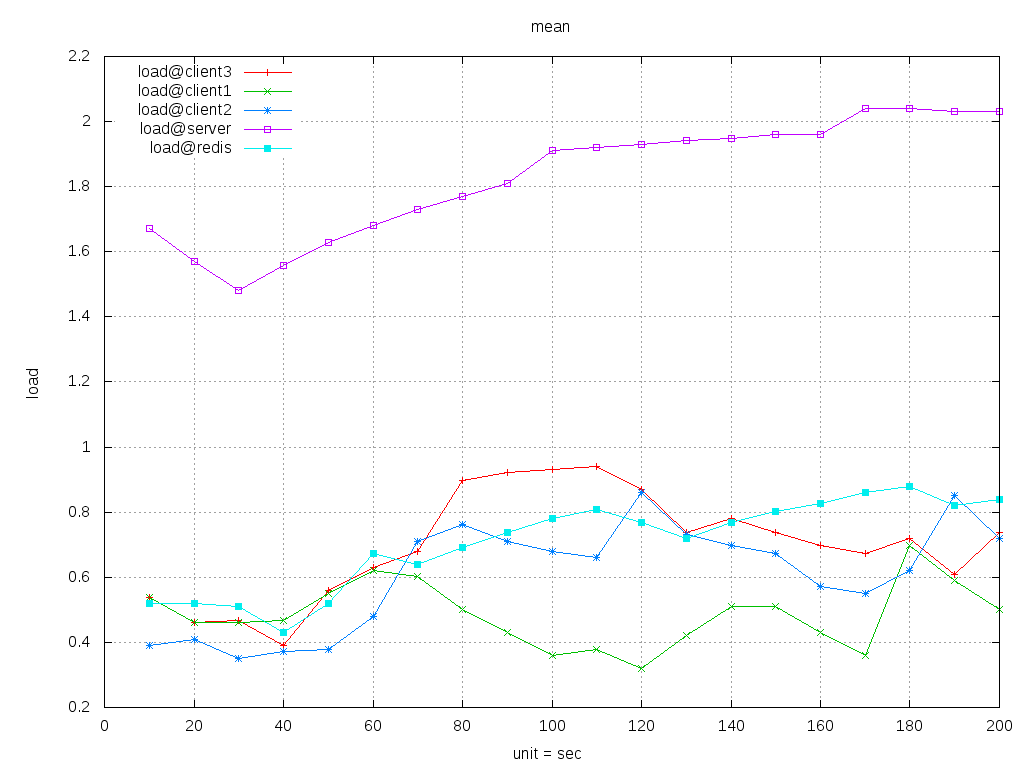 mean
2.2
2
1.8
1.6
1.4
1.2
1
0.8
0.6
0.4
0.2
load
load@client3
load@client1
load@client2
load@server
load@redis
0 20 40 60 80 100 120 140 160 180 200
unit = sec